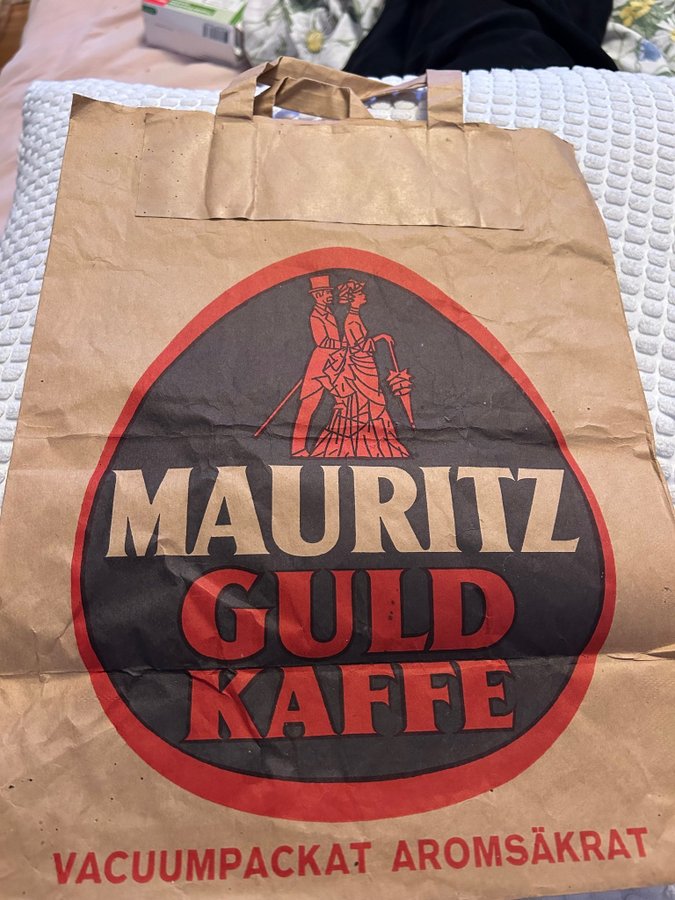 MAURITZ
GULD
KAFFE
VACUUMPACKAT AROMSÄKRAT